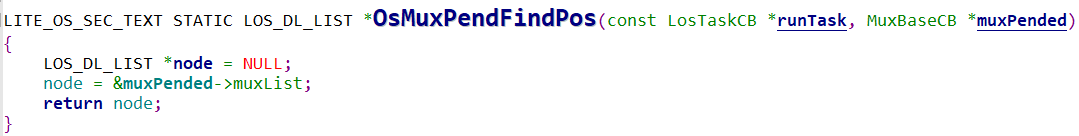 LITE_OS_SEC_TEXT STATIC LOS_DL_LIST *OsMuxPendFindPos(const LosTaskCB *runTask, MuxBaseCB *muxPended)
{
    LOS_DL_LIST *node = NULL;
    node = &muxPended->muxList;
    return node;
}